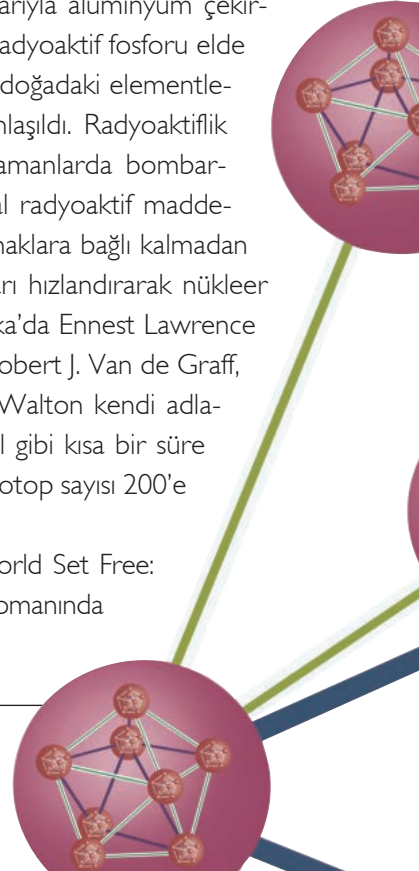 arıyla alüminyum çekir-
adyoaktif fosforu elde
doğadaki elementle-
nlaşıldı. Radyoaktiflik
amanlarda bombar-
al radyoaktif madde-
naklara bağlı kalmadan
arı hızlandırarak nükleer
ka’da Ennest Lawrence
obert J. Van de Graff,
Walton kendi adla-
l gibi kısa bir süre
otop sayısı 200’e
orld Set Free:
omanında